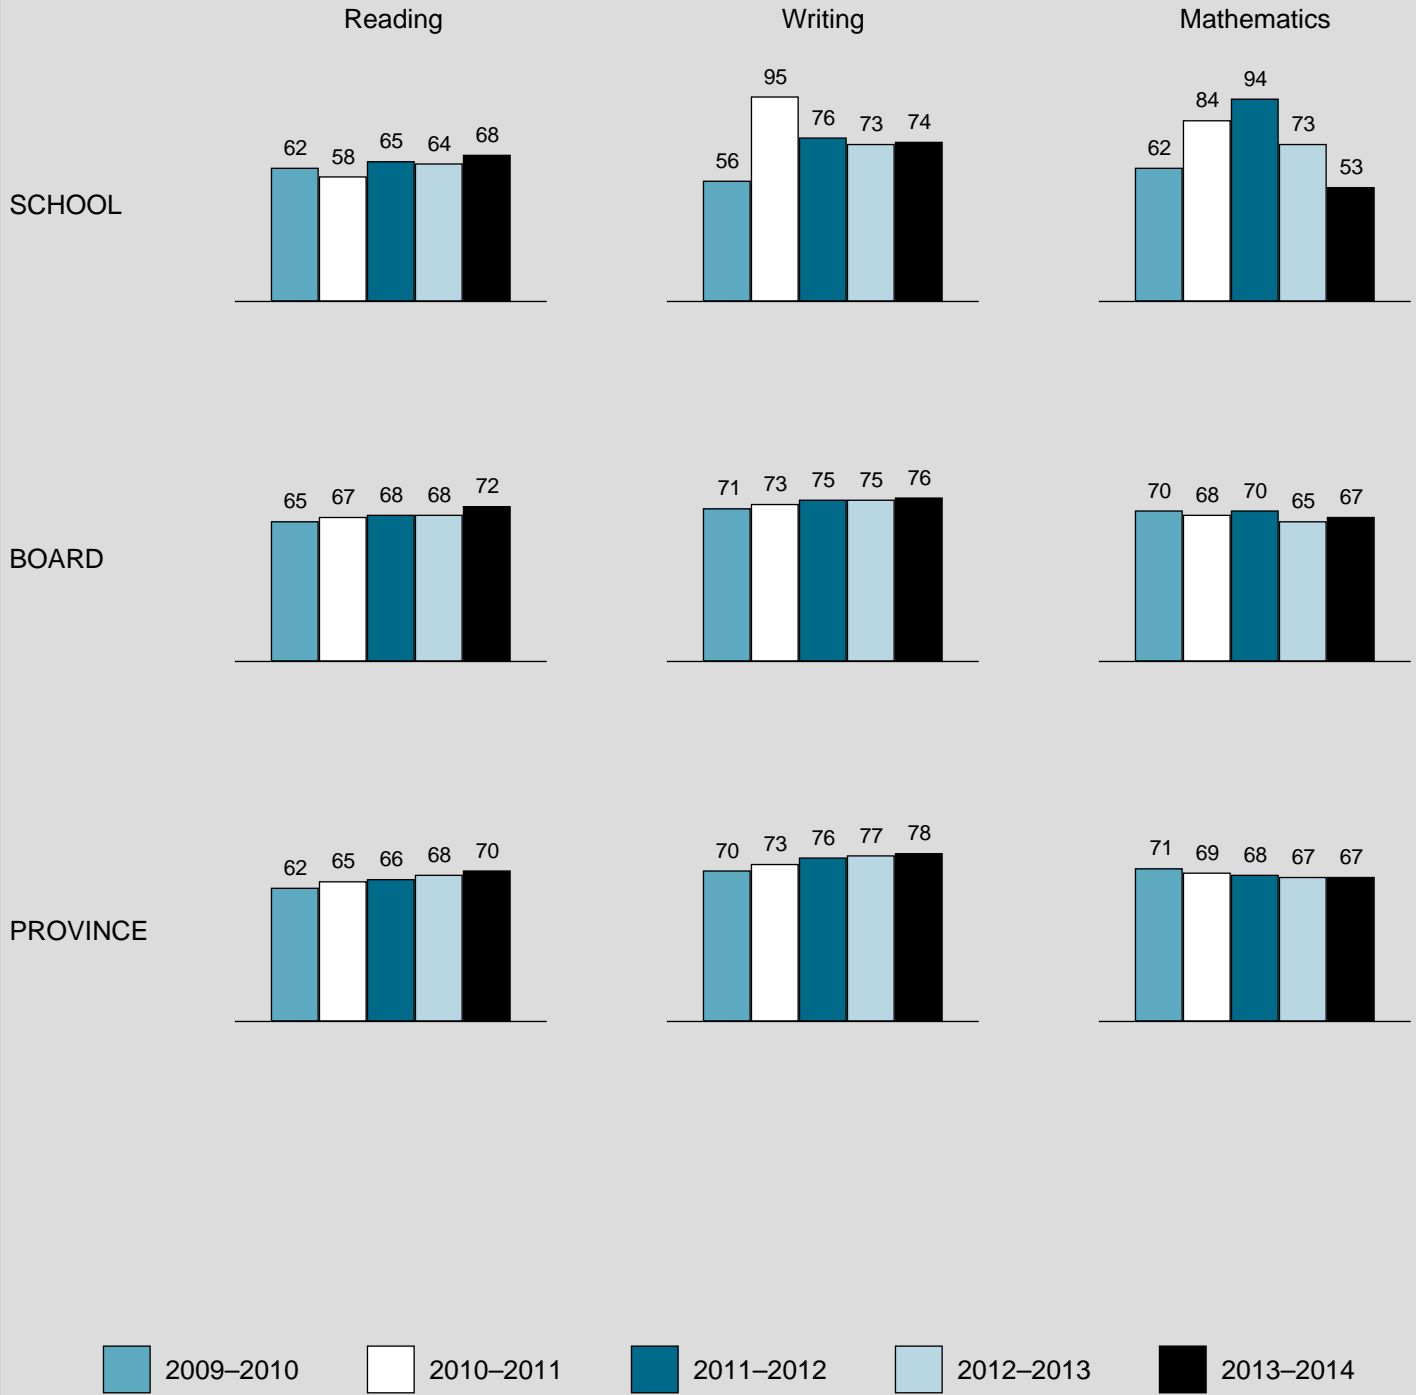 Reading Writing Mathematics
SCHOOL
62 58 65 64 68
56 95 76 73 74
62 84 94 73 53
BOARD
65 67 68 68 72
71 73 75 75 76
70 68 70 65 67
PROVINCE
62 65 66 68 70
70 73 76 77 78
71 69 68 67 67
2009–2010 2010–2011 2011–2012 2012–2013 2013–2014